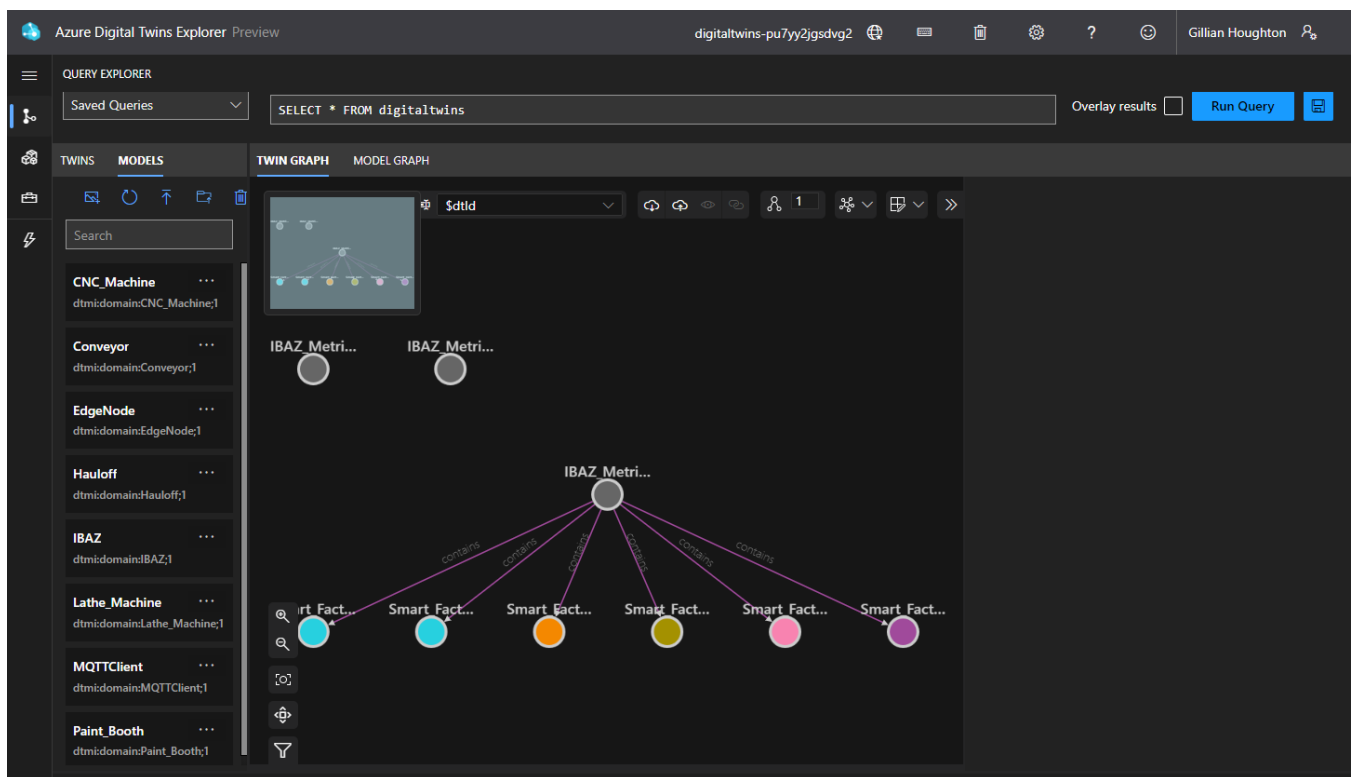 Azure Digital Twins Explorer Preview
digitaltwins-pu7yy2jgsdvg2
?
Gillian Houghton
QUERY EXPLORER
Saved Queries
SELECT * FROM digitaltwins
Overlay results
Run Query
TWINS MODELS
TWIN GRAPH MODEL GRAPH
$dtId
1
Search
CNC_Machine ...
dtmi:domain:CNC_Machine;1
Conveyor ...
dtmi:domain:Conveyor;1
EdgeNode ...
dtmi:domain:EdgeNode;1
Hauloff ...
dtmi:domain:Hauloff;1
IBAZ ...
dtmi:domain:IBAZ;1
Lathe_Machine ...
dtmi:domain:Lathe_Machine;1
MQTTClient ...
dtmi:domain:MQTTClient;1
Paint_Booth ...
dtmi:domain:Paint_Booth;1
IBAZ_Metri... IBAZ_Metri...
IBAZ_Metri...
contains contains contains contains contains contains
rt_Fact... Smart_Fact... Smart_Fact... Smart_Fact... Smart_Fact... Smart_Fact...